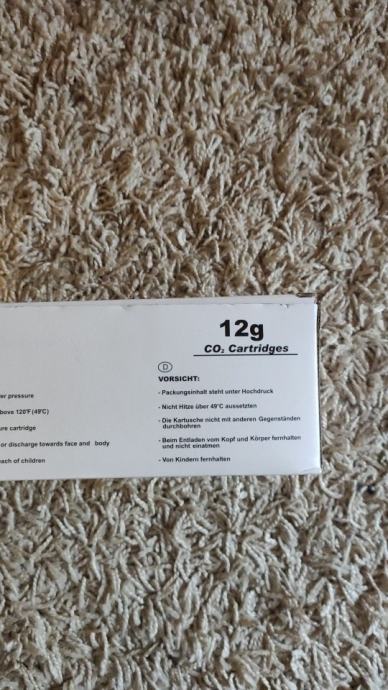 12g
CO₂ Cartridges
er pressure
bove 120°F (49°C)
ure cartridge
or discharge towards face and body
each of children
D
VORSICHT:
- Packungsinhalt steht unter Hochdruck
- Nicht Hitze über 49°C aussetzten
- Die Kartusche nicht mit anderen Gegenständen
durchbohren
- Beim Entladen vom Kopf und Körper fernhalten
und nicht einatmen
- Von Kindern fernhalten